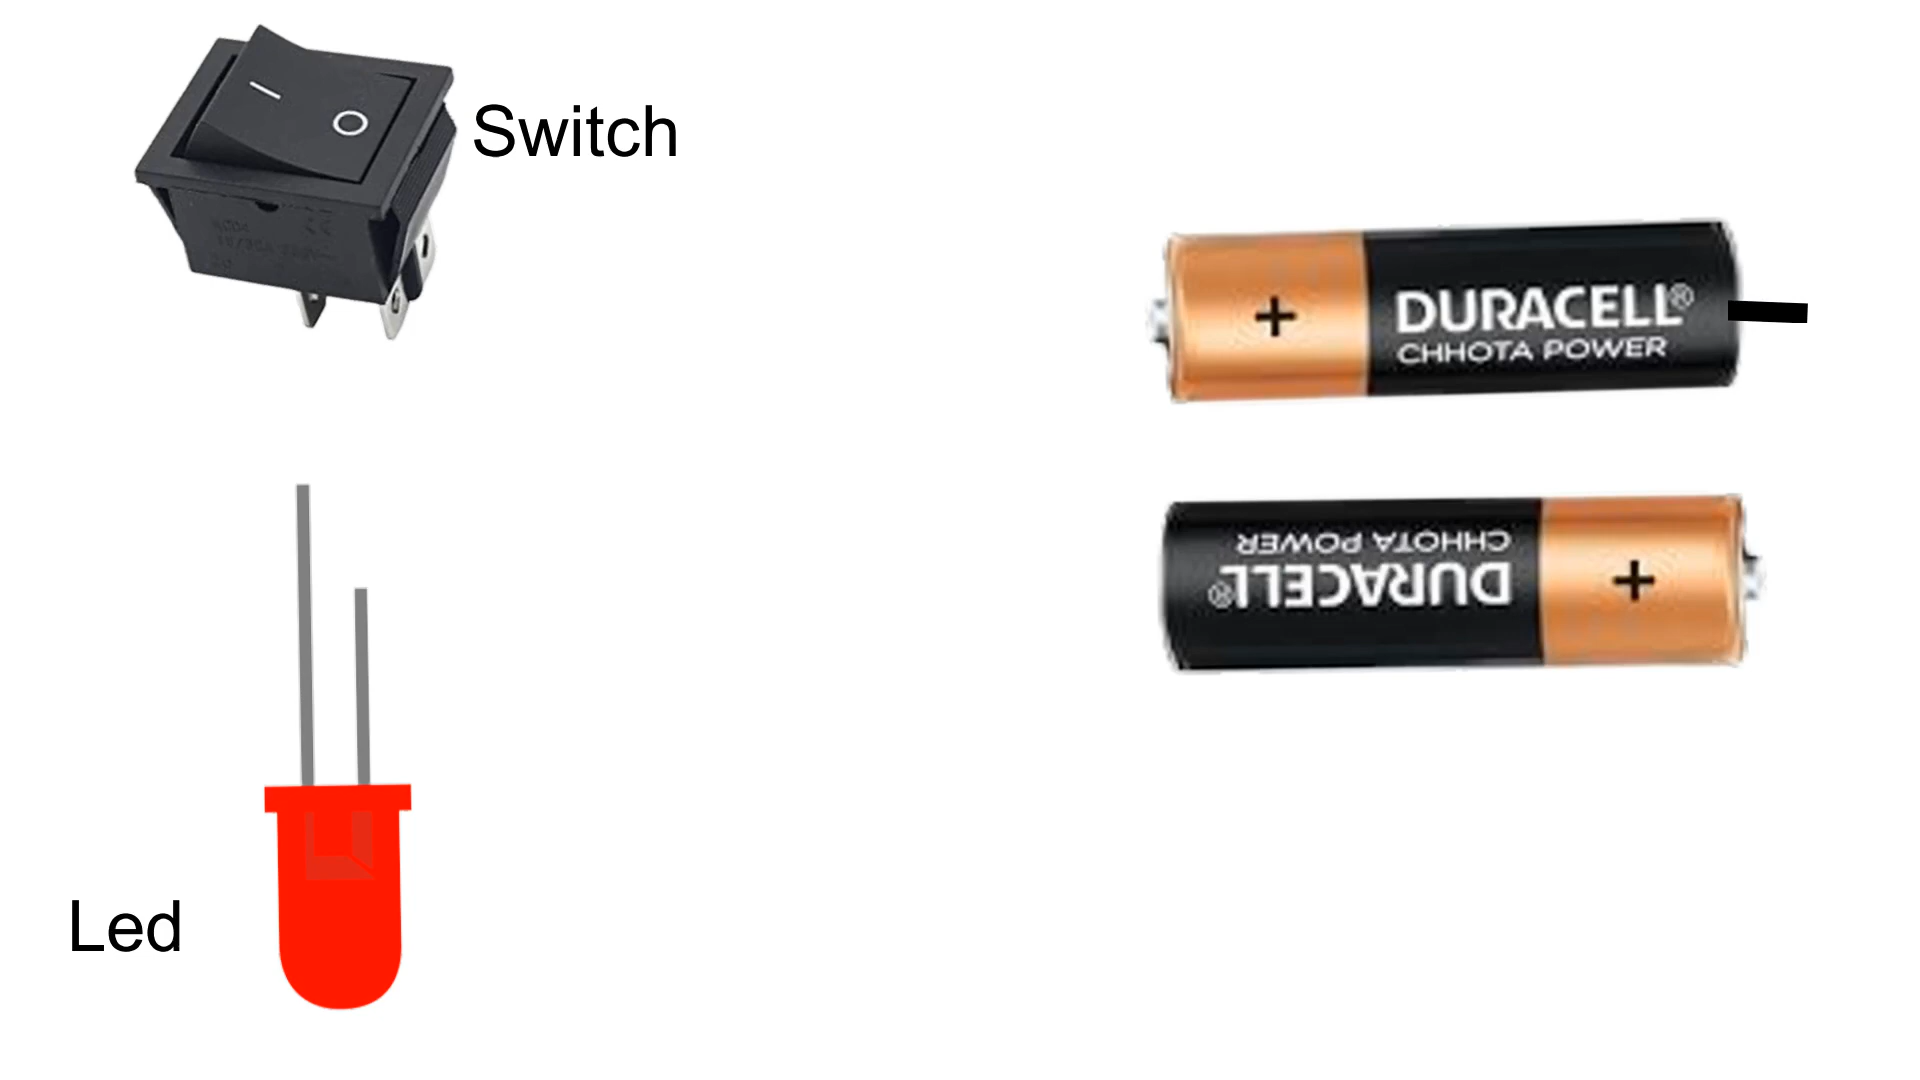 Switch
+
DURACELL®
CHHOTA POWER
DURACELL®
CHHOTA POWER
+
Led